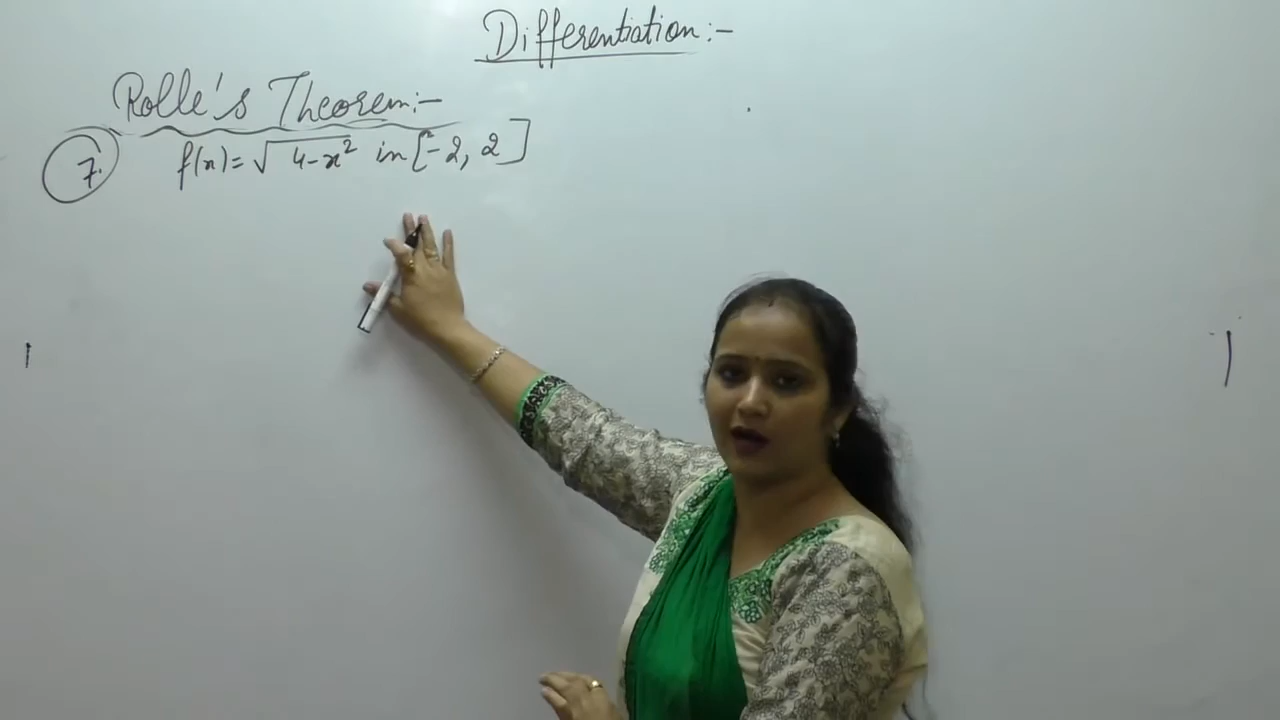 Differentiation:-
Rolle's Theorem:-
7. f(x)=√4-x² in [-2, 2]